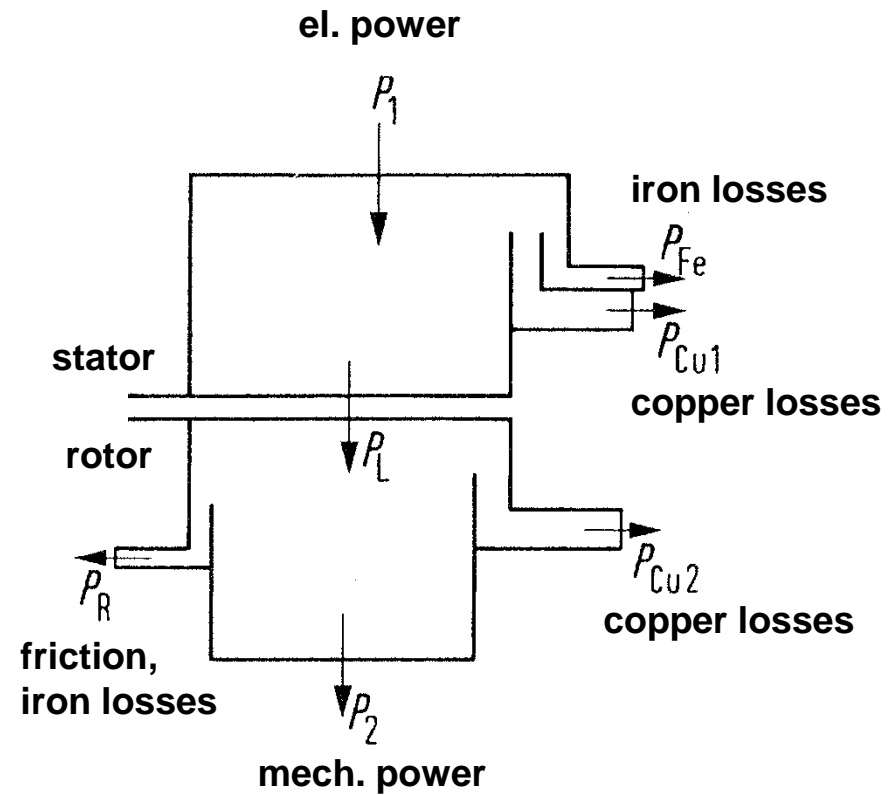 el. power
P1
iron losses
PFe
PCu1
stator
copper losses
rotor
PL
PR
PCu2
copper losses
friction,
iron losses
P2
mech. power